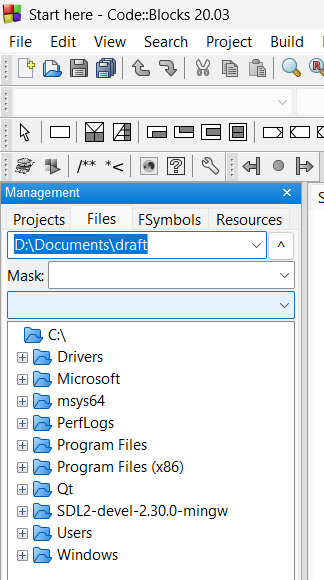 Start here - Code::Blocks 20.03
File Edit View Search Project Build
/** *<
Management
Projects Files FSymbols Resources
D:\Documents\draft
^
Mask:
C:\
Drivers
Microsoft
msys64
PerfLogs
Program Files
Program Files (x86)
Qt
SDL2-devel-2.30.0-mingw
Users
Windows